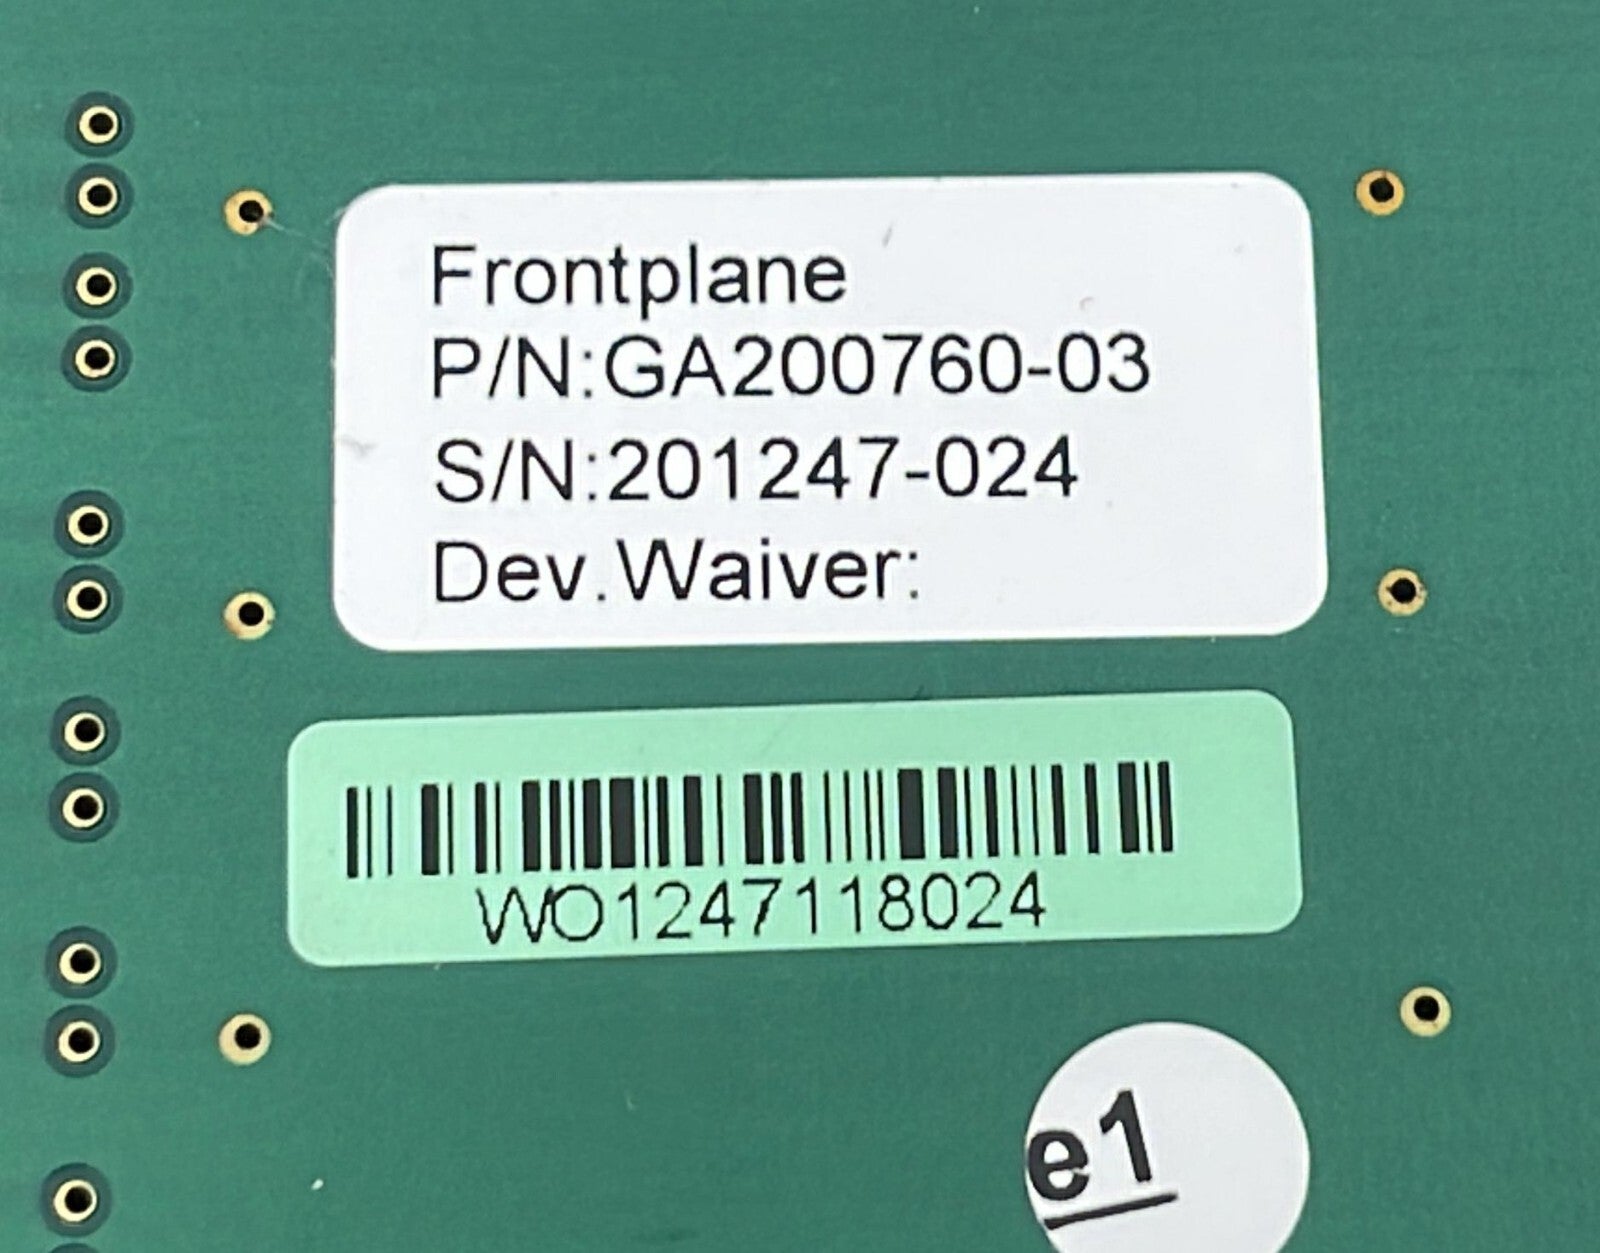 Frontplane
P/N:GA200760-03
S/N:201247-024
Dev.Waiver:
WO1247118024
e1